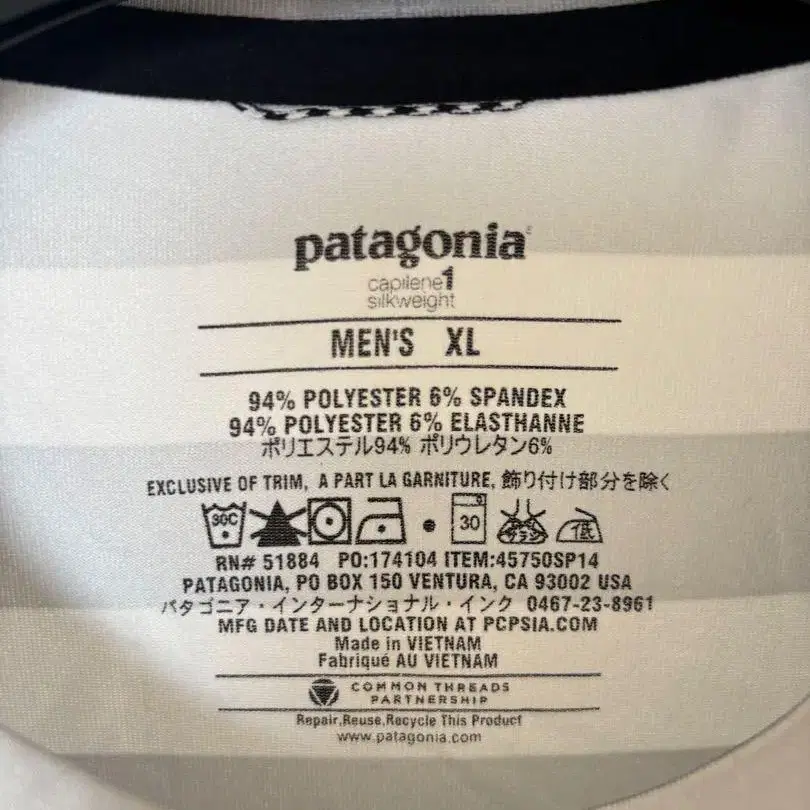 patagonia
capilene 1
silkweight
MEN'S XL
94% POLYESTER 6% SPANDEX
94% POLYESTER 6% ELASTHANNE
ポリエステル94% ポリウレタン6%
EXCLUSIVE OF TRIM, A PART LA GARNITURE, 飾り付け部分を除く
30C 30 低
RN# 51884 PO:174104 ITEM:45750SP14
PATAGONIA, PO BOX 150 VENTURA, CA 93002 USA
パタゴニア・インターナショナル・インク 0467-23-8961
MFG DATE AND LOCATION AT PCPSIA.COM
Made in VIETNAM
Fabriqué AU VIETNAM
COMMON THREADS
PARTNERSHIP
Repair,Reuse,Recycle This Product
www.patagonia.com